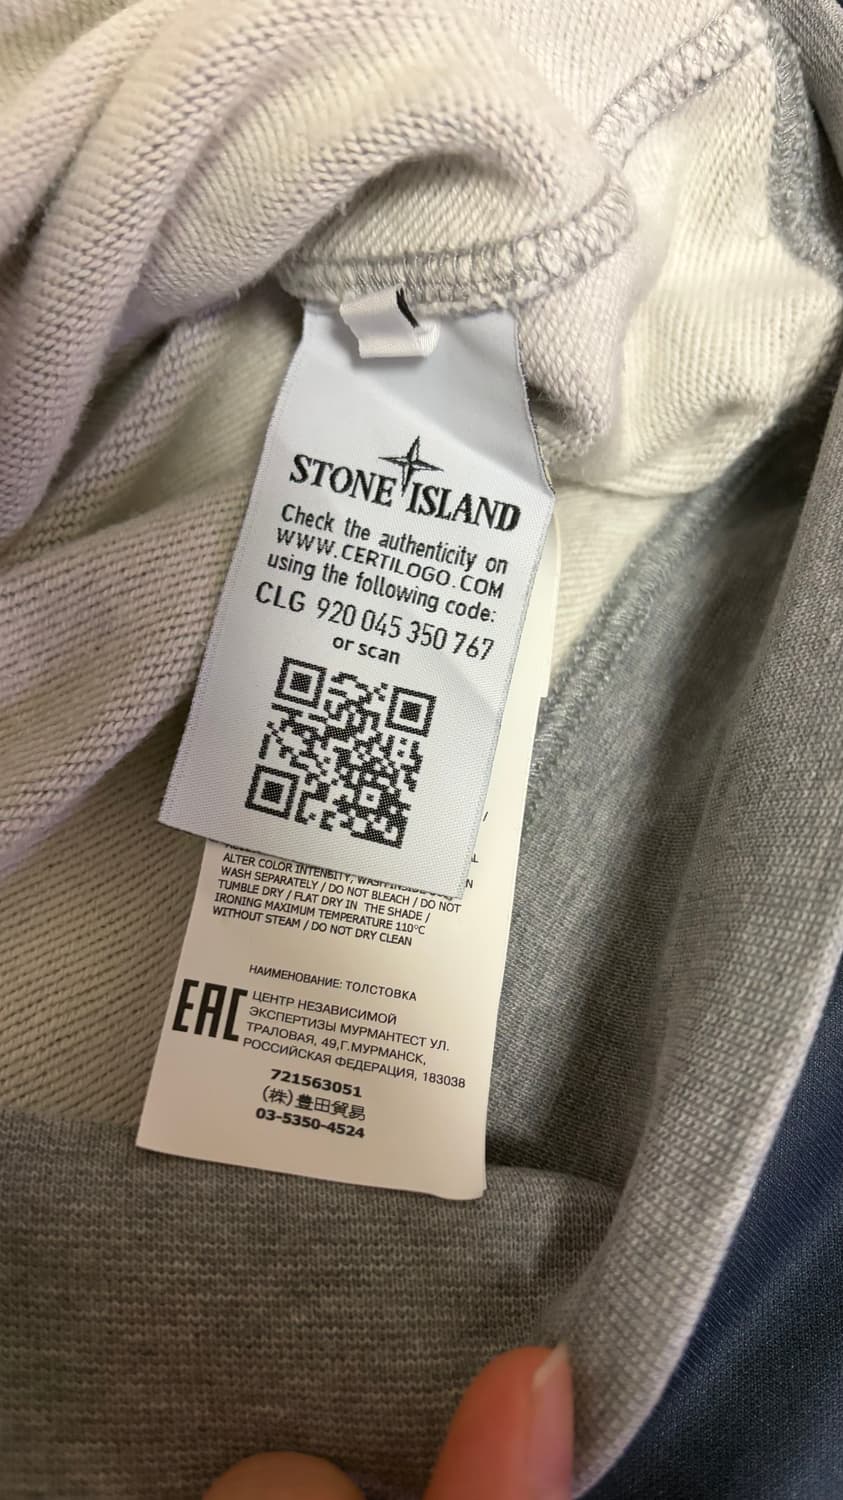 STONE ISLAND
Check the authenticity on
WWW.CERTILOGO.COM
using the following code:
CLG 920 045 350 767
or scan
ALTER COLOR INTENSITY, WASH INSIDE
WASH SEPARATELY / DO NOT BLEACH / DO NOT
TUMBLE DRY / FLAT DRY IN THE SHADE /
IRONING MAXIMUM TEMPERATURE 110°C
WITHOUT STEAM / DO NOT DRY CLEAN
НАИМЕНОВАНИЕ: ТОЛСТОВКА
EAC
ЦЕНТР НЕЗАВИСИМОЙ
ЭКСПЕРТИЗЫ МУРМАНТЕСТ УЛ.
ТРАЛОВАЯ, 49,Г.МУРМАНСК,
РОССИЙСКАЯ ФЕДЕРАЦИЯ, 183038
721563051
(株)豊田貿易
03-5350-4524